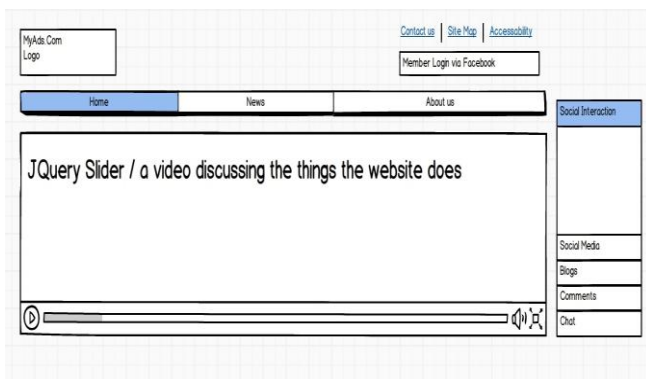 MyAds.Com
Logo
Contact us | Site Map | Accessability
Member Login via Facebook
Home News About us
Social Interaction
JQuery Slider / a video discussing the things the website does
Social Media
Blogs
Comments
Chat